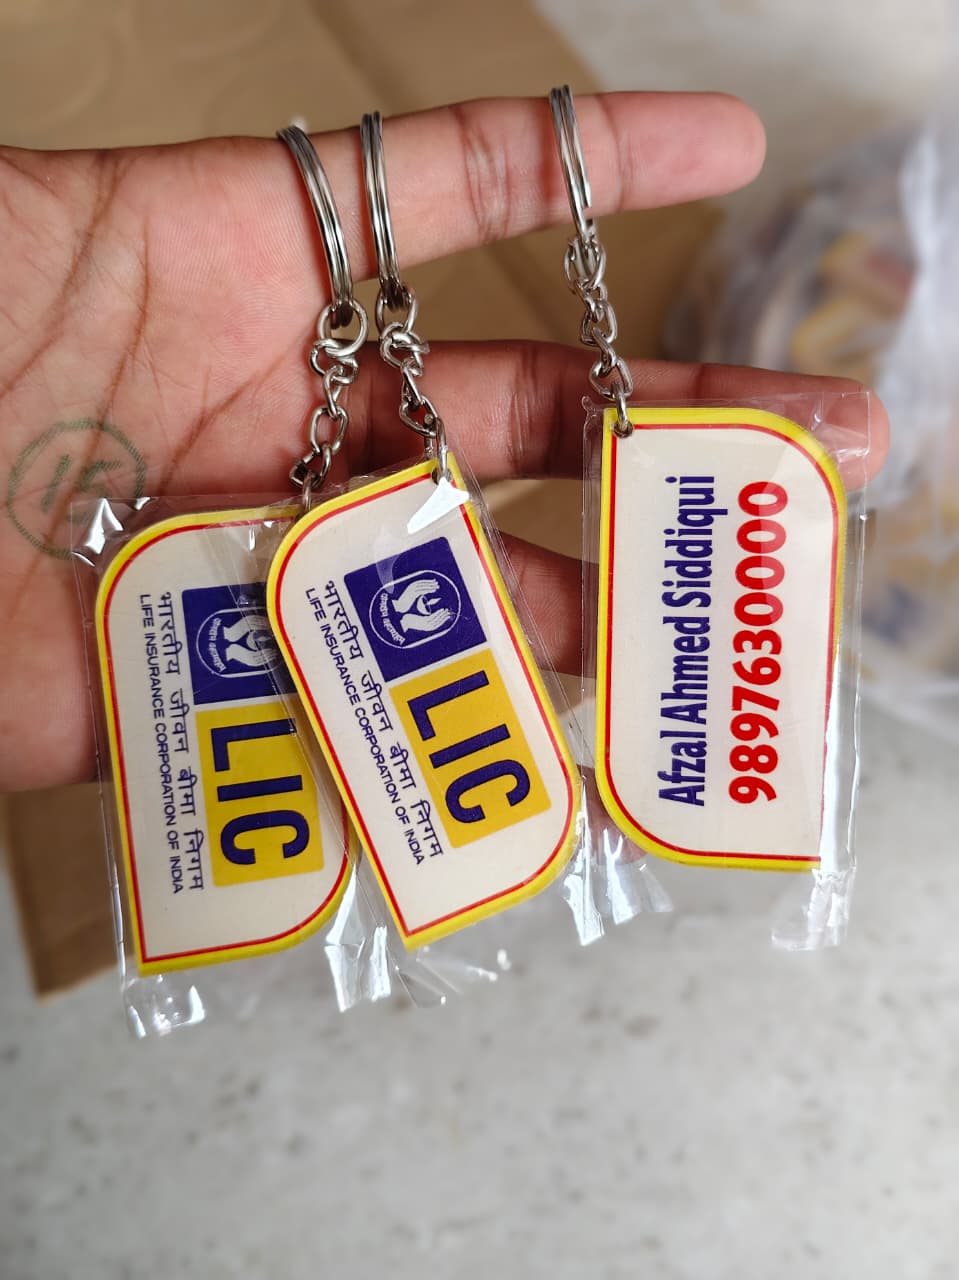 भारतीय जीवन बीमा निगम
LIFE INSURANCE CORPORATION OF INDIA
LIC
भारतीय जीवन बीमा निगम
LIFE INSURANCE CORPORATION OF INDIA
LIC
Afzal Ahmed Siddiqui
9897630000
15